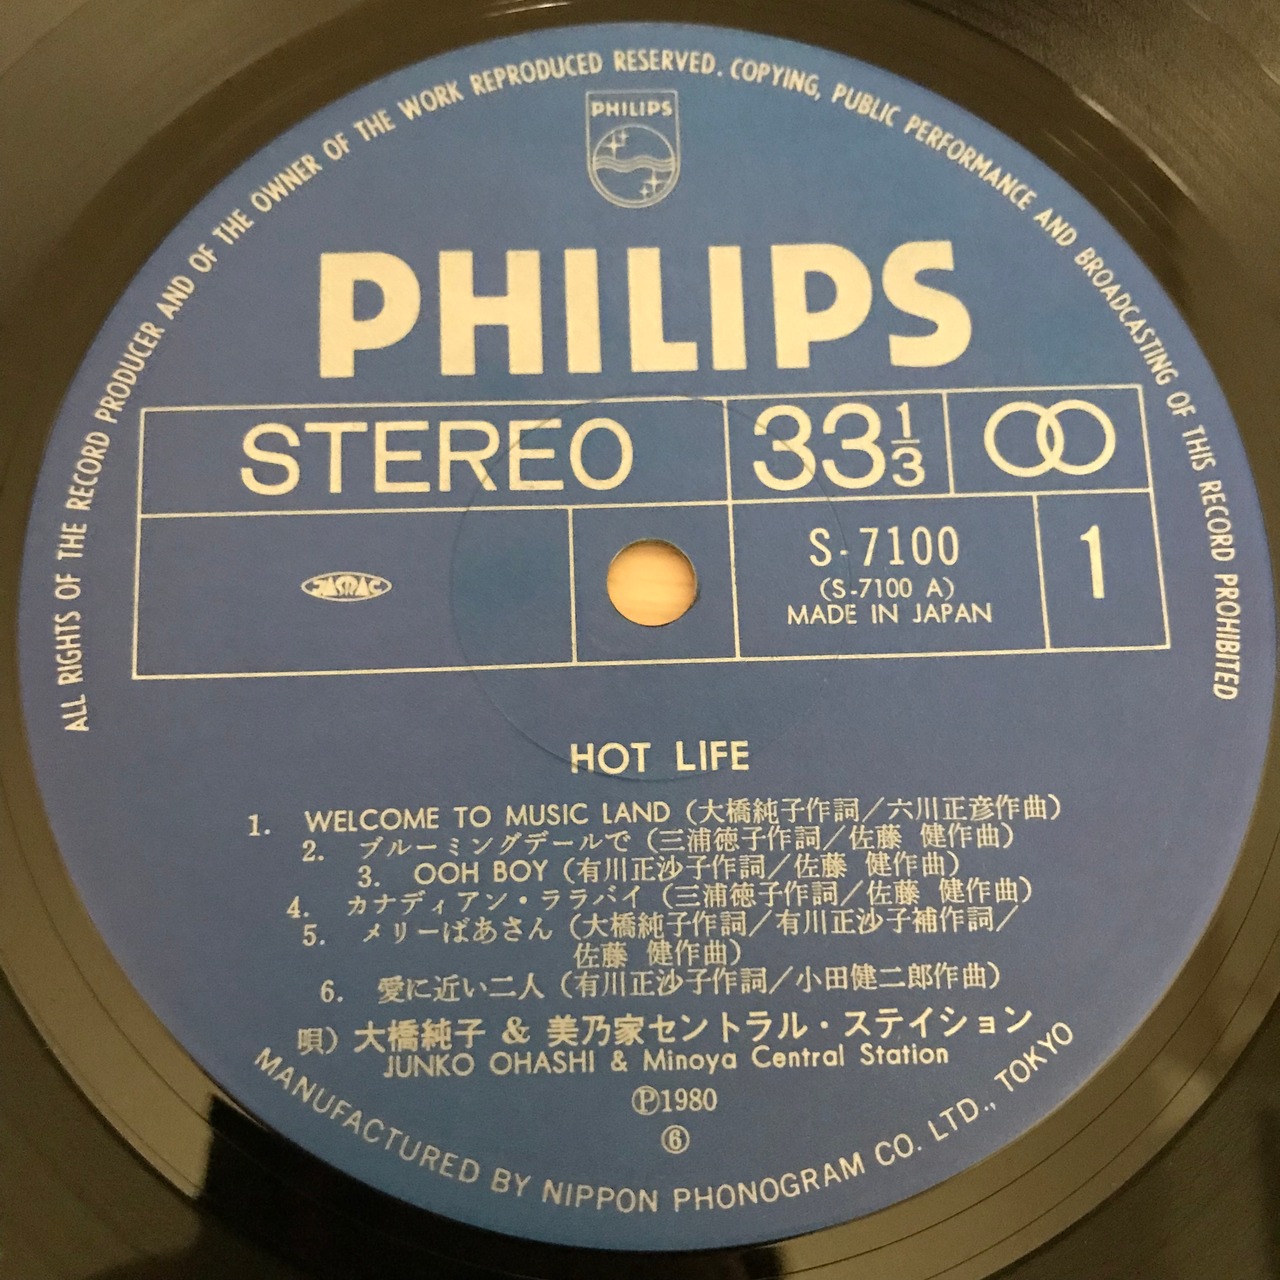 ALL RIGHTS OF THE RECORD PRODUCER AND OF THE OWNER OF THE WORK REPRODUCED RESERVED. COPYING, PUBLIC PERFORMANCE AND BROADCASTING OF THIS RECORD PROHIBITED
PHILIPS
PHILIPS
STEREO 33 1/3
JASRAC
S-7100 1
(S-7100 A)
MADE IN JAPAN
HOT LIFE
1. WELCOME TO MUSIC LAND (大橋純子作詞/六川正彦作曲)
2. ブルーミングデールで (三浦徳子作詞/佐藤 健作曲)
3. OOH BOY (有川正沙子作詞/佐藤 健作曲)
4. カナディアン・ララバイ (三浦徳子作詞/佐藤 健作曲)
5. メリーばあさん (大橋純子作詞/有川正沙子補作詞/
佐藤 健作曲)
6. 愛に近い二人 (有川正沙子作詞/小田健二郎作曲)
唄) 大橋純子 & 美乃家セントラル・ステイション
JUNKO OHASHI & Minoya Central Station
Ⓟ1980
⑥
MANUFACTURED BY NIPPON PHONOGRAM CO. LTD., TOKYO